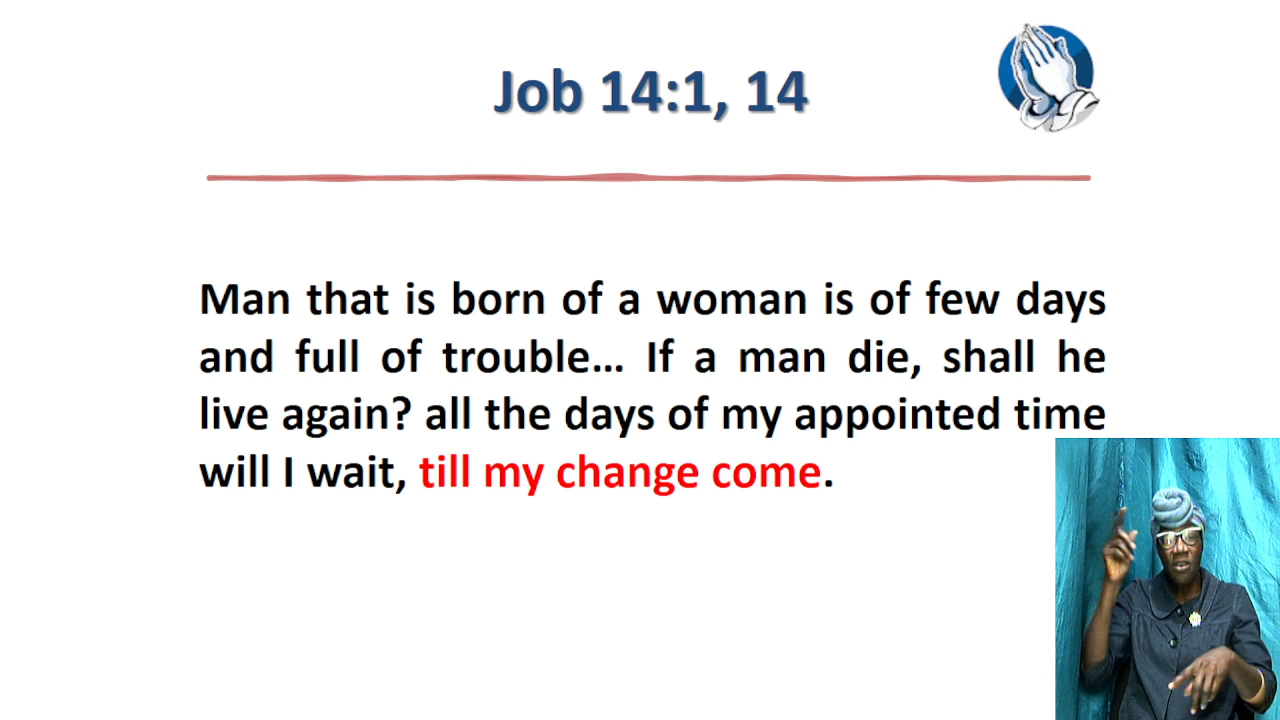 Job 14:1, 14
Man that is born of a woman is of few days
and full of trouble... If a man die, shall he
live again? all the days of my appointed time
will I wait, till my change come.